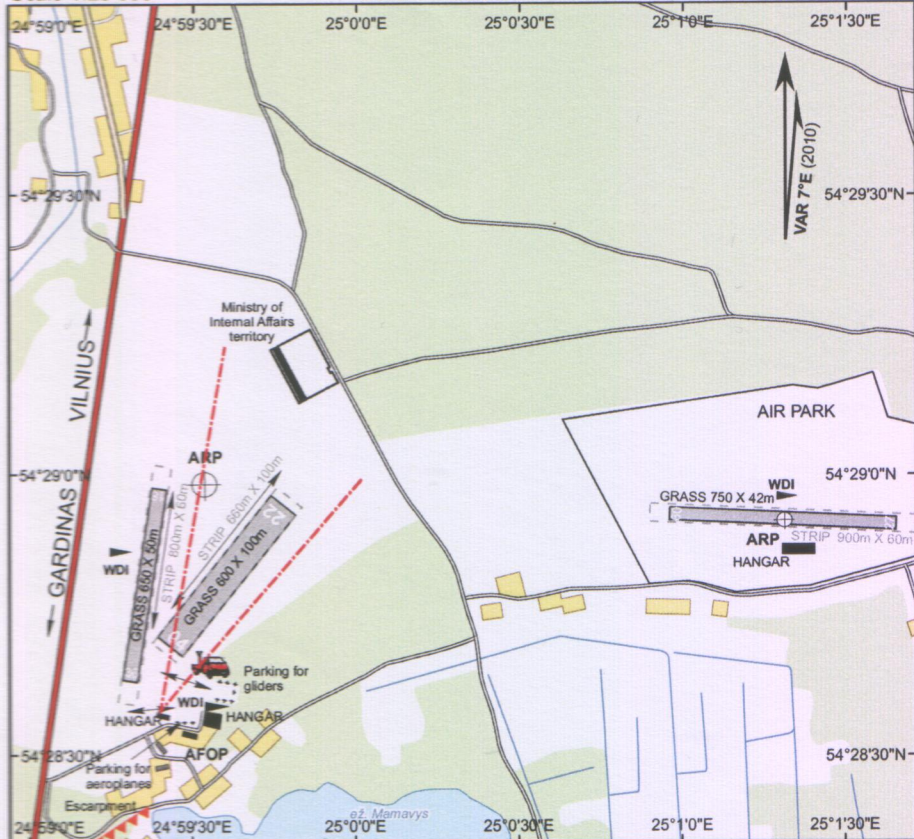 24°59'0"E
24°59'30"E
25°0'0"E
25°0'30"E
25°1'0"E
25°1'30"E
54°29'30"N
54°29'30"N
VAR 7°E (2010)
Ministry of
Internal Affairs
territory
VILNIUS
GARDINAS
ARP
AIR PARK
54°29'0"N
54°29'0"N
WDI
GRASS 750 X 42m
ARP
STRIP 900m X 60m
HANGAR
STRIP 660m X 100m
STRIP 800m X 60m
GRASS 650 X 50m
GRASS 600 X 100m
22
04
WDI
Parking for
gliders
WDI
HANGAR
HANGAR
AFOP
54°28'30"N
54°28'30"N
Parking for
aeroplanes
Escarpment
ež. Mamavys
24°59'0"E
24°59'30"E
25°0'0"E
25°0'30"E
25°1'0"E
25°1'30"E